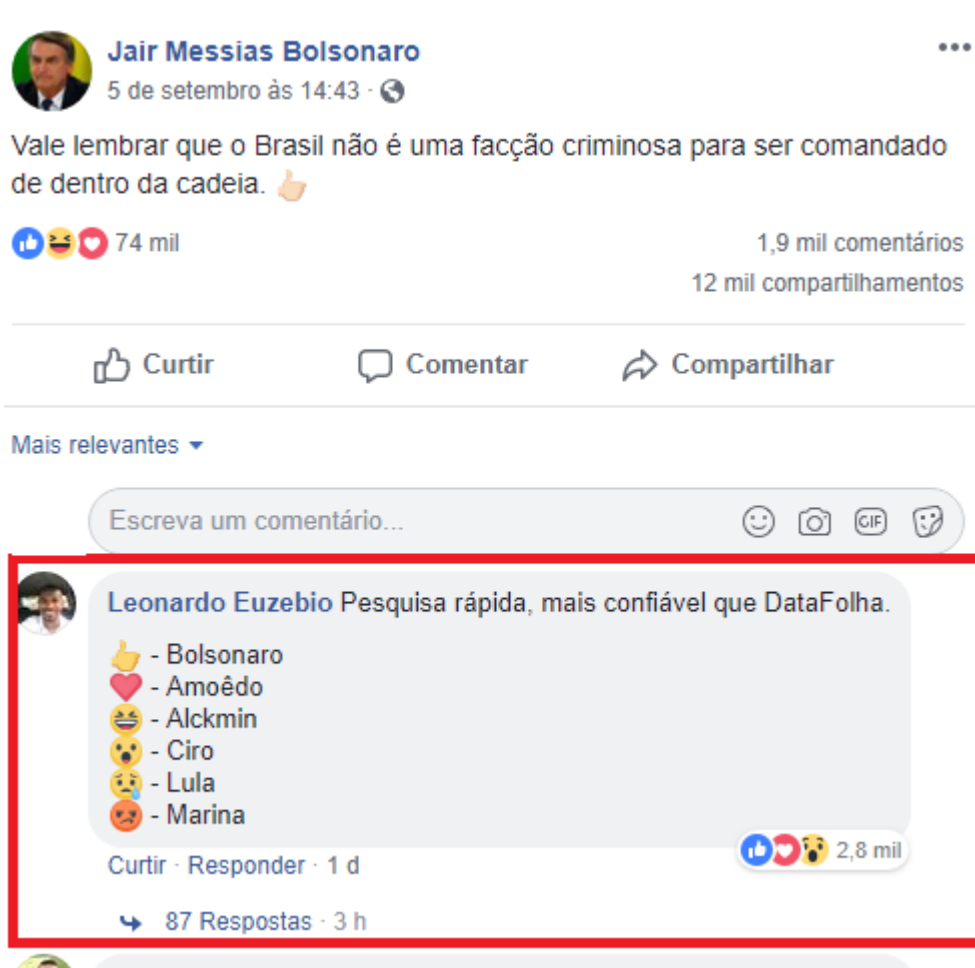 Jair Messias Bolsonaro
5 de setembro às 14:43 ·
Vale lembrar que o Brasil não é uma facção criminosa para ser comandado
de dentro da cadeia. 👆🏻
74 mil
1,9 mil comentários
12 mil compartilhamentos
Curtir
Comentar
Compartilhar
Mais relevantes
Escreva um comentário...
GIF
Leonardo Euzebio Pesquisa rápida, mais confiável que DataFolha.
👍 - Bolsonaro
❤️ - Amoêdo
😆 - Alckmin
😮 - Ciro
😢 - Lula
😡 - Marina
2,8 mil
Curtir · Responder · 1 d
87 Respostas · 3 h